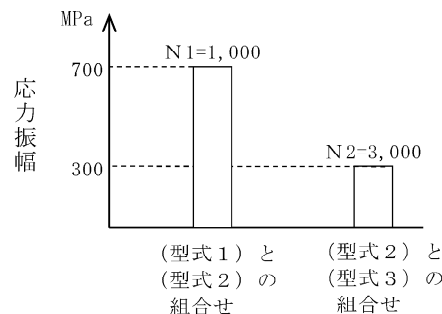 MPa
応力振幅
700
300
N1=1,000
N2=3,000
(型式1)と
(型式2)の
組合せ
(型式2)と
(型式3)の
組合せ